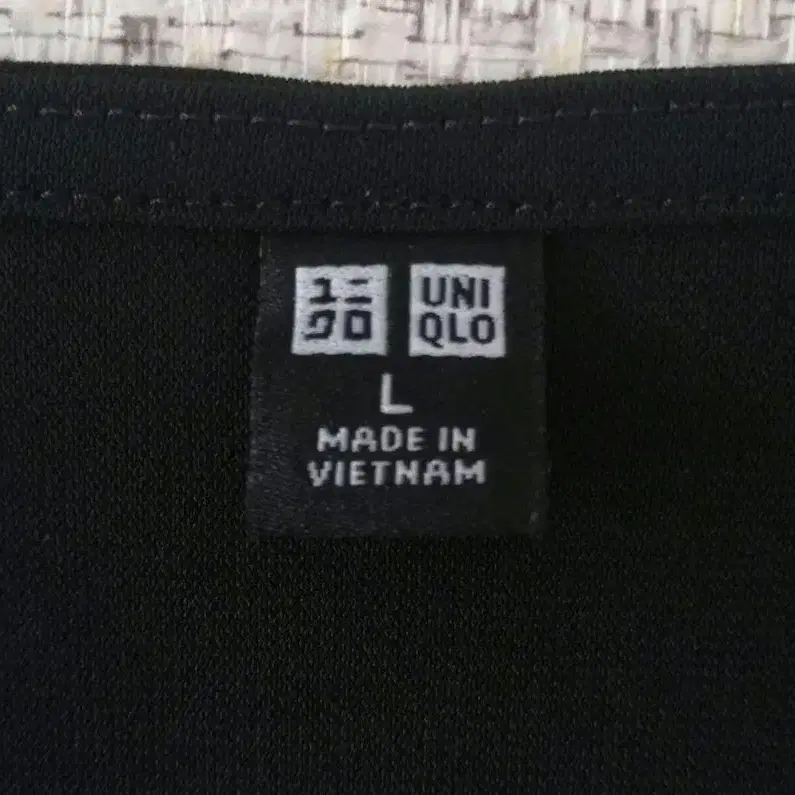 ユニ UNI
クロ QLO
L
MADE IN
VIETNAM